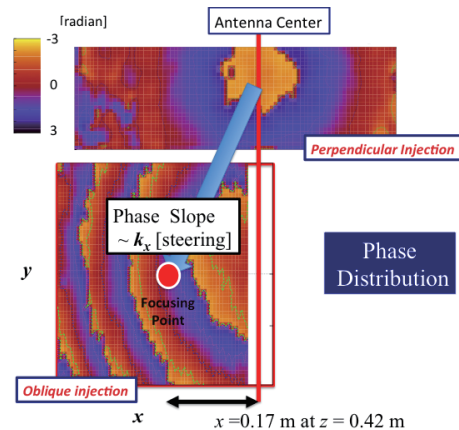 [radian]
Antenna Center
-3
0
3
Perpendicular Injection
Phase Slope
~ kx [steering]
y
Focusing
Point
Phase
Distribution
Oblique injection
x
x =0.17 m at z = 0.42 m